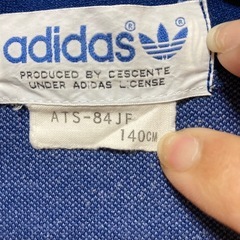 adidas
PRODUCED BY DESCENTE
UNDER ADIDAS LICENSE
ATS-84JF
140CM